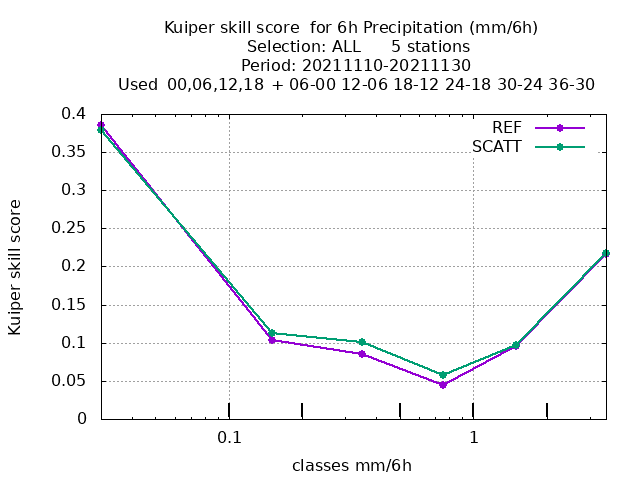 Kuiper skill score  for 6h Precipitation (mm/6h)
Selection: ALL      5 stations
Period: 20211110-20211130
Used  00,06,12,18  + 06-00 12-06 18-12 24-18 30-24 36-30
REF
SCATT
0.4
0.35
0.3
0.25
0.2
0.15
0.1
0.05
0
Kuiper skill score
0.1 1
classes mm/6h